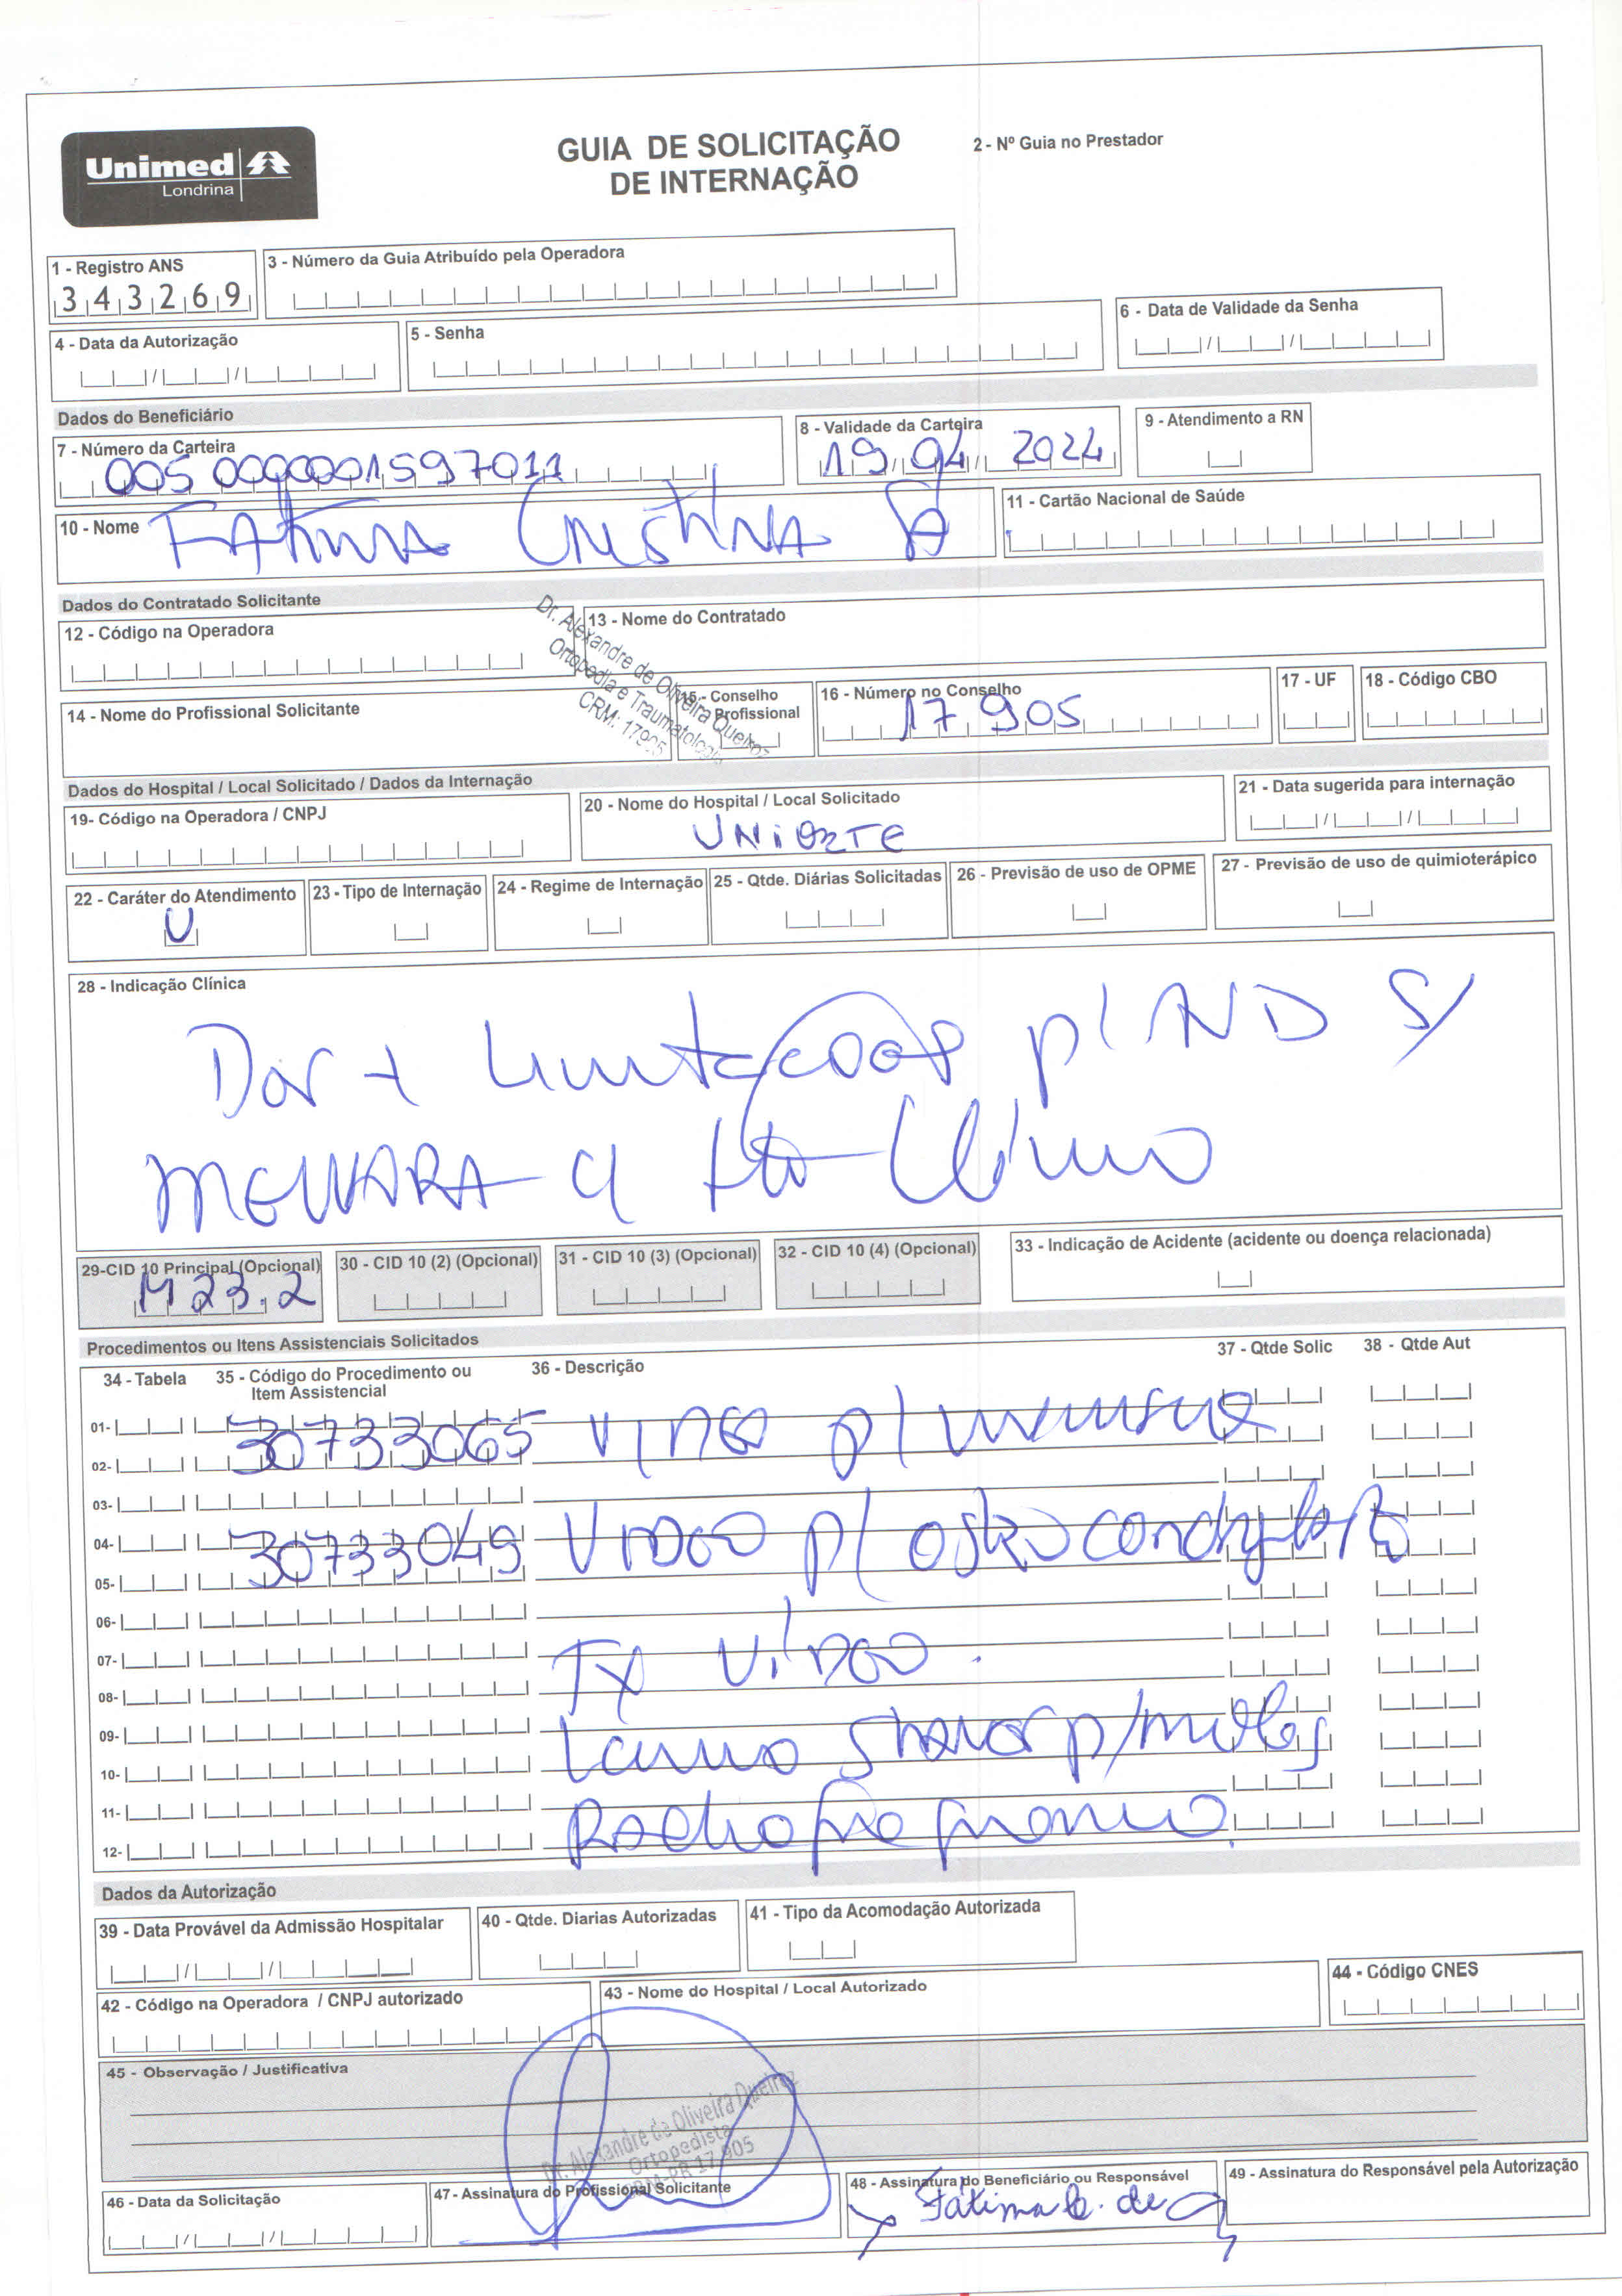 Unimed
Londrina
GUIA DE SOLICITAÇÃO
DE INTERNAÇÃO
2 - Nº Guia no Prestador
1 - Registro ANS
343269
3 - Número da Guia Atribuído pela Operadora
4 - Data da Autorização
5 - Senha
6 - Data de Validade da Senha
Dados do Beneficiário
7 - Número da Carteira
005 0000001597011
8 - Validade da Carteira
19 04 2024
9 - Atendimento a RN
10 - Nome
FATIMA CRISTINA
11 - Cartão Nacional de Saúde
Dados do Contratado Solicitante
12 - Código na Operadora
13 - Nome do Contratado
Dr. Alexandre de Oliveira Queiroz
Ortopedia e Traumatologia
CRM: 17905
14 - Nome do Profissional Solicitante
15 - Conselho
Profissional
16 - Número no Conselho
17905
17 - UF
18 - Código CBO
Dados do Hospital / Local Solicitado / Dados da Internação
19- Código na Operadora / CNPJ
20 - Nome do Hospital / Local Solicitado
UNIORTE
21 - Data sugerida para internação
22 - Caráter do Atendimento
U
23 - Tipo de Internação
24 - Regime de Internação
25 - Qtde. Diárias Solicitadas
26 - Previsão de uso de OPME
27 - Previsão de uso de quimioterápico
28 - Indicação Clínica
Dor + Limitação p/ S/
MELHORA C/ tto Clínico
29-CID 10 Principal (Opcional)
M 23.2
30 - CID 10 (2) (Opcional)
31 - CID 10 (3) (Opcional)
32 - CID 10 (4) (Opcional)
33 - Indicação de Acidente (acidente ou doença relacionada)
Procedimentos ou Itens Assistenciais Solicitados
34 - Tabela
35 - Código do Procedimento ou
Item Assistencial
36 - Descrição
37 - Qtde Solic
38 - Qtde Aut
01-
30733065 VIDEO p/ menisco
02-
03-
04-
30733049 VIDEO p/ osteocondroplastia
05-
06-
07-
TX VIDEO.
08-
09-
Lamina Shaver p/
10-
11-
Radiofrequencia
12-
Dados da Autorização
39 - Data Provável da Admissão Hospitalar
40 - Qtde. Diarias Autorizadas
41 - Tipo da Acomodação Autorizada
42 - Código na Operadora / CNPJ autorizado
43 - Nome do Hospital / Local Autorizado
44 - Código CNES
45 - Observação / Justificativa
Dr. Alexandre de Oliveira Queiroz
Ortopedista
CRM-PR 17.905
46 - Data da Solicitação
47 - Assinatura do Profissional Solicitante
48 - Assinatura do Beneficiário ou Responsável
Fatima C. de
49 - Assinatura do Responsável pela Autorização